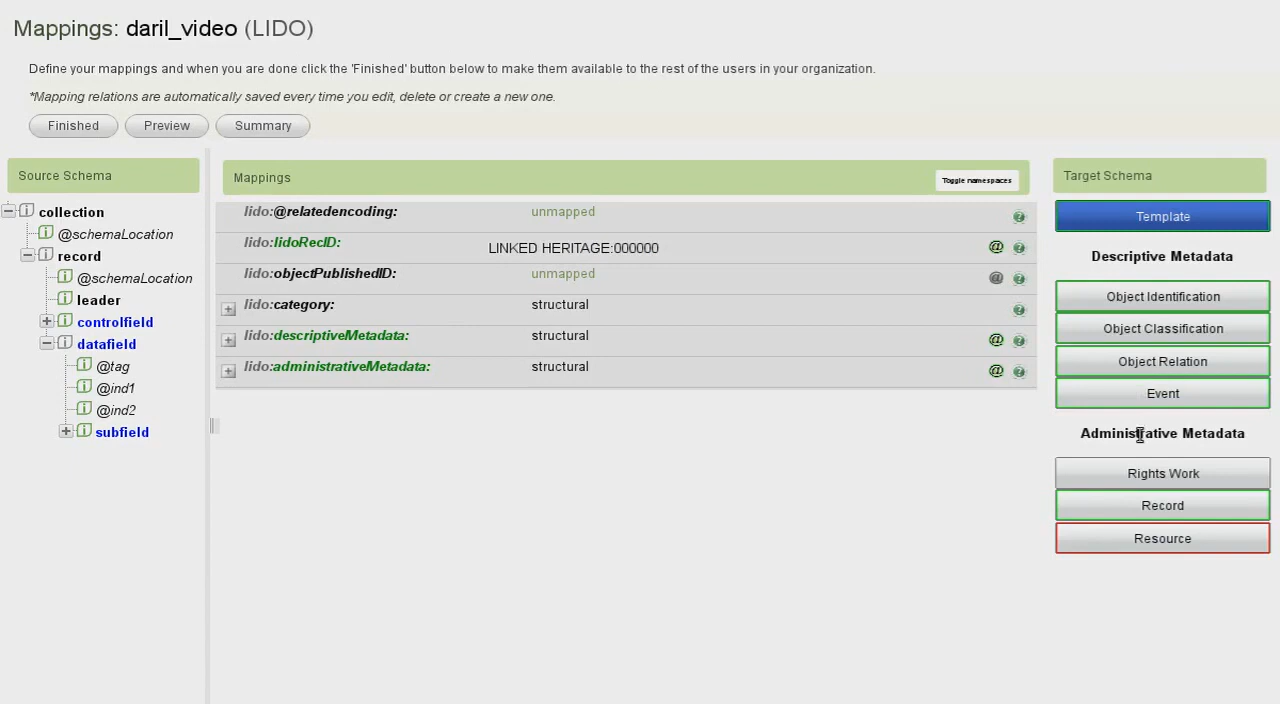 Mappings: daril_video (LIDO)
Define your mappings and when you are done click the 'Finished' button below to make them available to the rest of the users in your organization.
*Mapping relations are automatically saved every time you edit, delete or create a new one.
Finished Preview Summary
Source Schema
collection
@schemaLocation
record
@schemaLocation
leader
controlfield
datafield
@tag
@ind1
@ind2
subfield
Mappings Toggle namespaces
lido:@relatedencoding: unmapped
lido:lidoRecID: LINKED HERITAGE:000000
lido:objectPublishedID: unmapped
lido:category: structural
lido:descriptiveMetadata: structural
lido:administrativeMetadata: structural
Target Schema
Template
Descriptive Metadata
Object Identification
Object Classification
Object Relation
Event
Administrative Metadata
Rights Work
Record
Resource